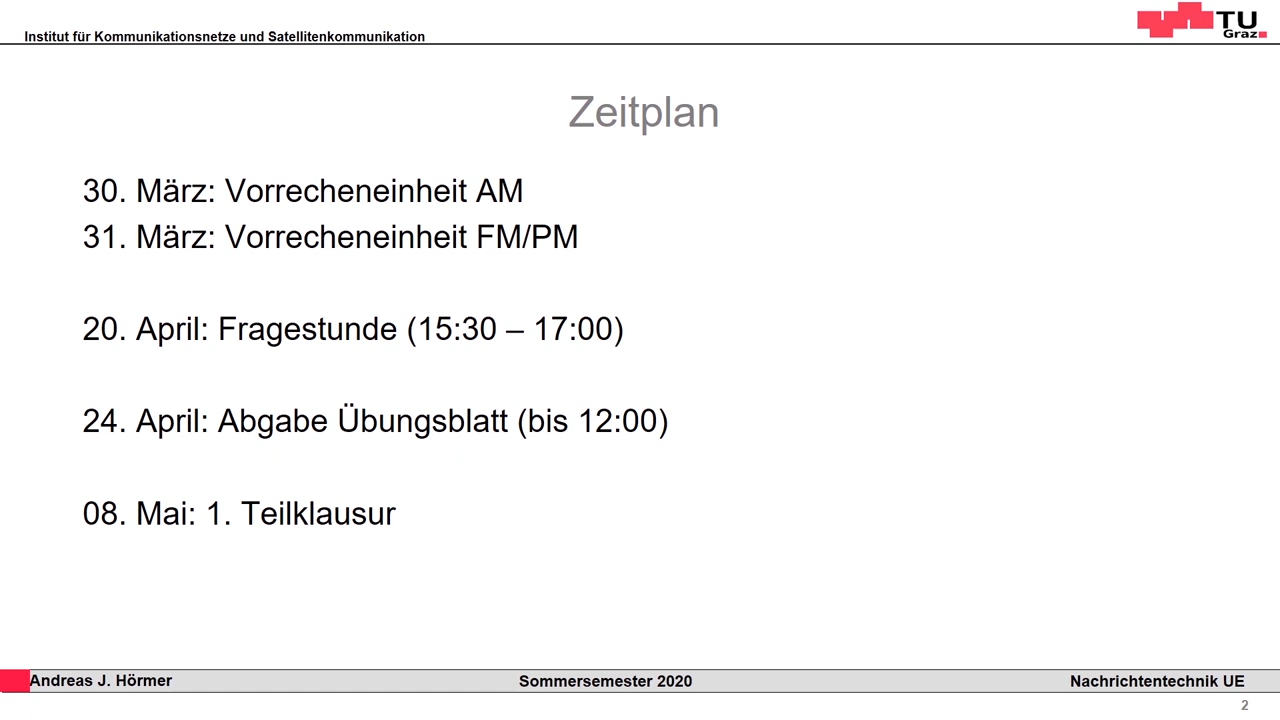 Institut für Kommunikationsnetze und Satellitenkommunikation
TU
Graz
Zeitplan
30. März: Vorrecheneinheit AM
31. März: Vorrecheneinheit FM/PM
20. April: Fragestunde (15:30 – 17:00)
24. April: Abgabe Übungsblatt (bis 12:00)
08. Mai: 1. Teilklausur
Andreas J. Hörmer Sommersemester 2020 Nachrichtentechnik UE
2